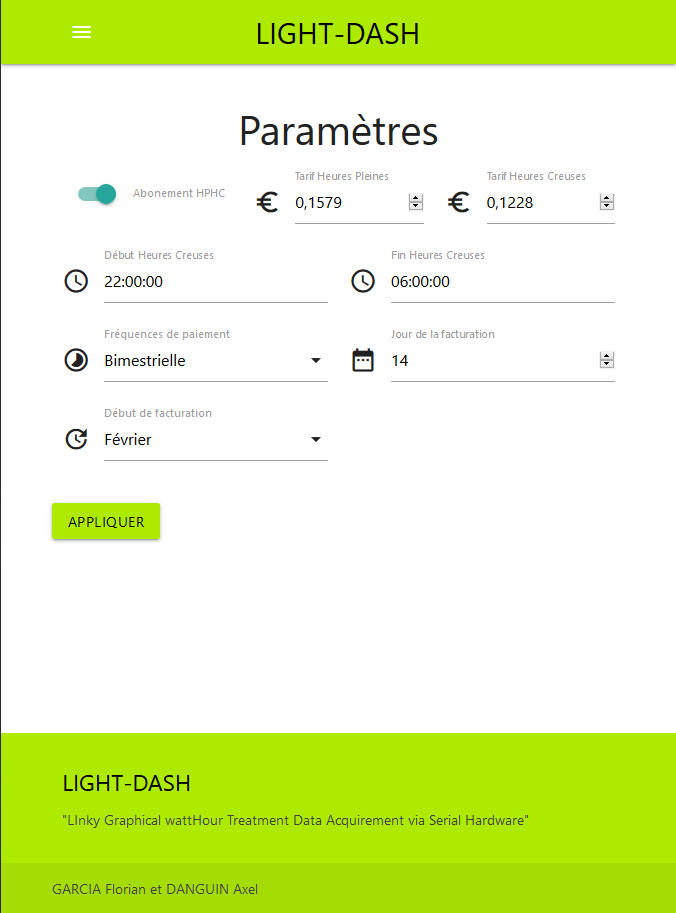 LIGHT-DASH
Paramètres
Abonement HPHC
Tarif Heures Pleines
0,1579
Tarif Heures Creuses
0,1228
Début Heures Creuses
22:00:00
Fin Heures Creuses
06:00:00
Fréquences de paiement
Bimestrielle
Jour de la facturation
14
Début de facturation
Février
APPLIQUER
LIGHT-DASH
"LInky Graphical wattHour Treatment Data Acquirement via Serial Hardware"
GARCIA Florian et DANGUIN Axel